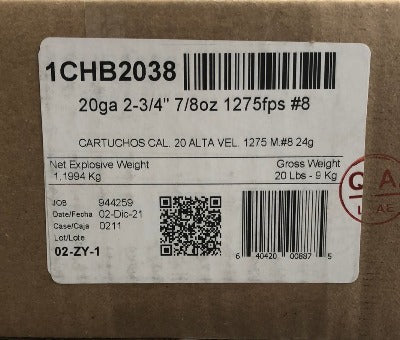 1CHB2038
20ga 2-3/4" 7/8oz 1275fps #8
CARTUCHOS CAL. 20 ALTA VEL. 1275 M.#8 24g
Net Explosive Weight
1.1994 Kg
Gross Weight
20 Lbs - 9 Kg
JOB 944259
Date/Fecha 02-Dic-21
Case/Caja 0211
Lot/Lote
02-ZY-1
6 40420 00887 5